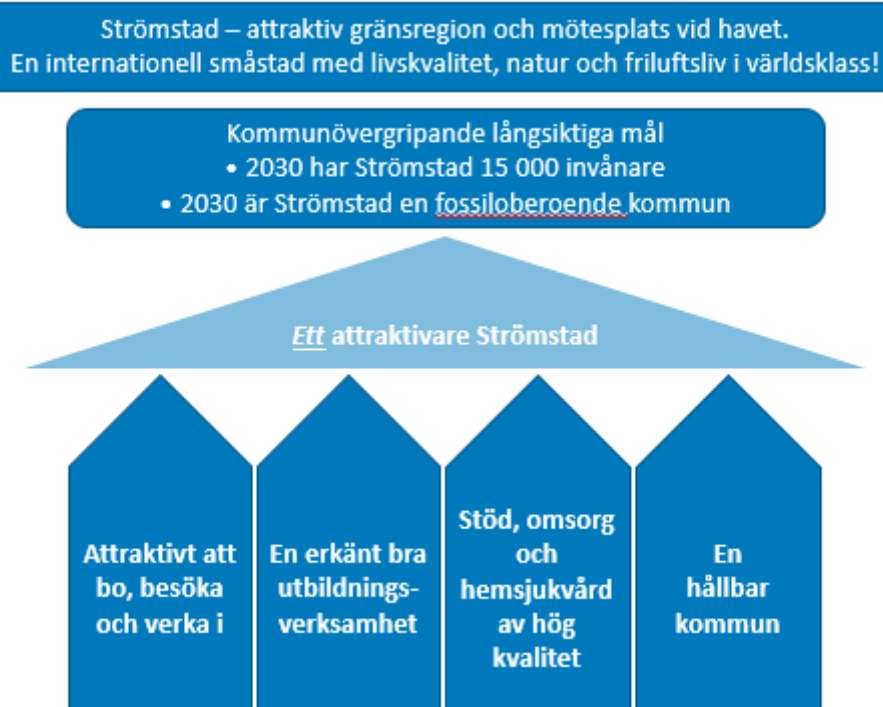 Strömstad – attraktiv gränsregion och mötesplats vid havet.
En internationell småstad med livskvalitet, natur och friluftsliv i världsklass!
Kommunövergripande långsiktiga mål
• 2030 har Strömstad 15 000 invånare
• 2030 är Strömstad en fossiloberoende kommun
Ett attraktivare Strömstad
Attraktivt att
bo, besöka
och verka i
En erkänt bra
utbildnings-
verksamhet
Stöd, omsorg
och
hemsjukvård
av hög
kvalitet
En
hållbar
kommun